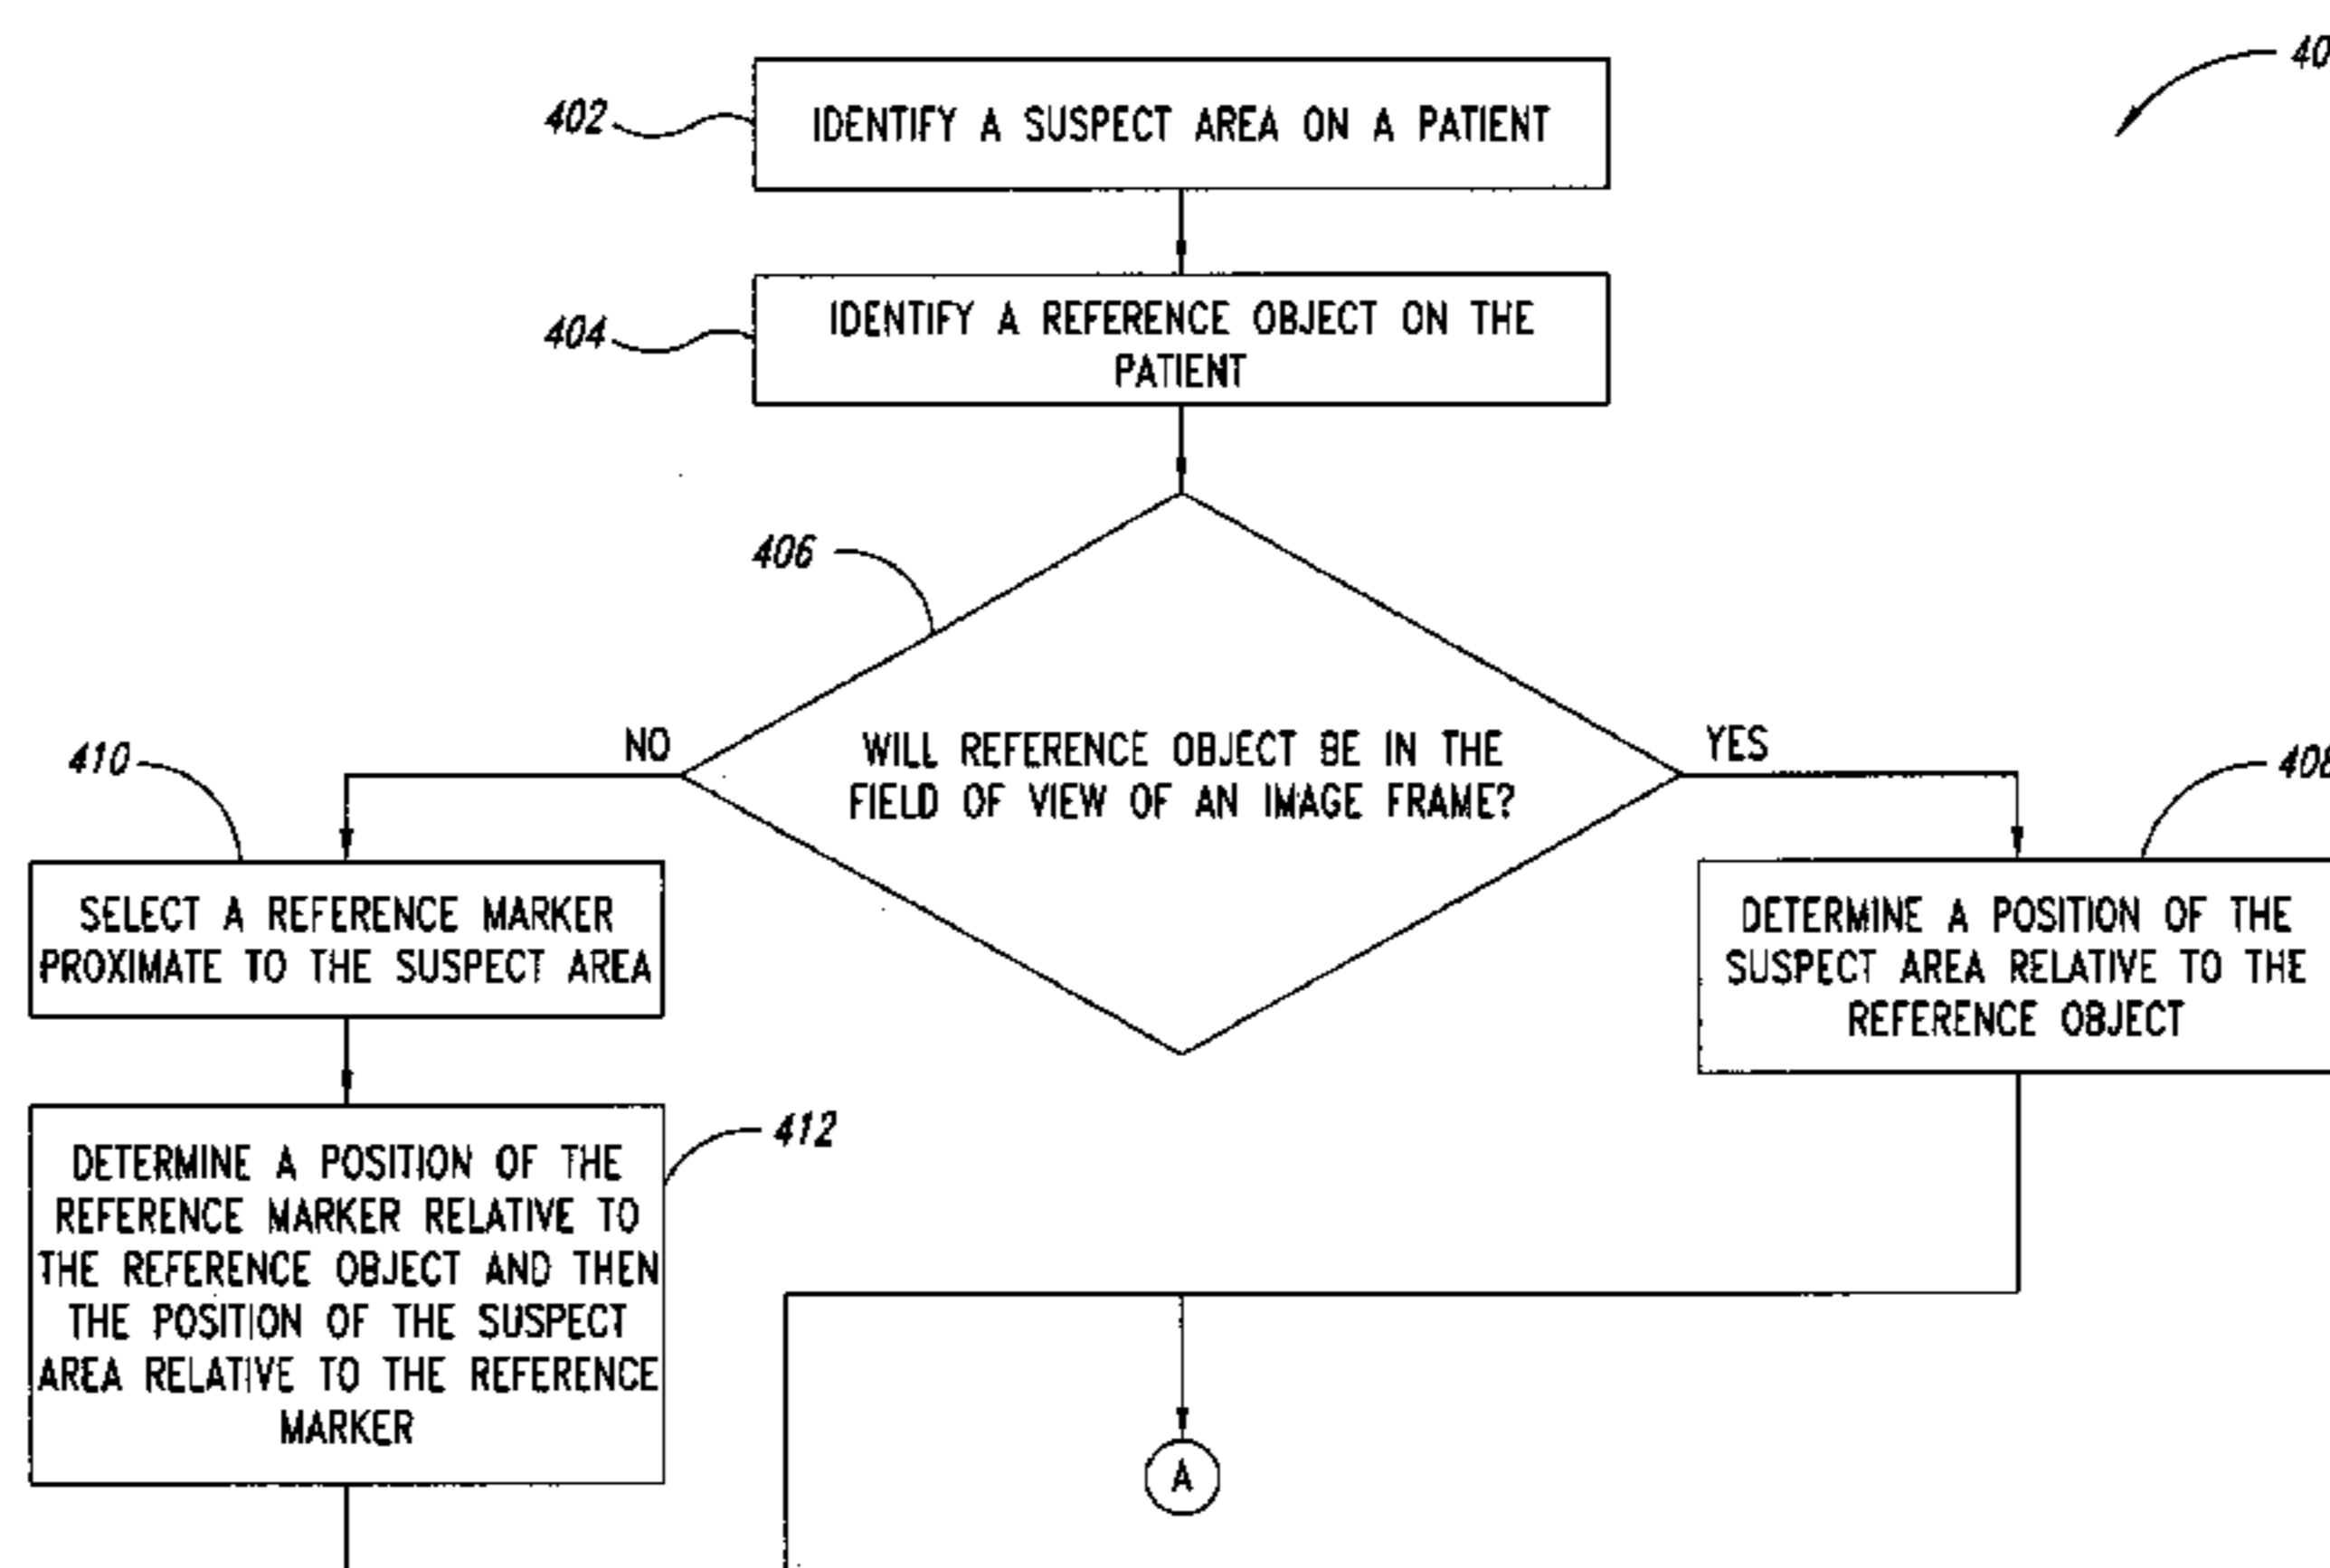 402
IDENTIFY A SUSPECT AREA ON A PATIENT
404
IDENTIFY A REFERENCE OBJECT ON THE
PATIENT
406
WILL REFERENCE OBJECT BE IN THE
FIELD OF VIEW OF AN IMAGE FRAME?
NO
YES
410
SELECT A REFERENCE MARKER
PROXIMATE TO THE SUSPECT AREA
408
DETERMINE A POSITION OF THE
SUSPECT AREA RELATIVE TO THE
REFERENCE OBJECT
412
DETERMINE A POSITION OF THE
REFERENCE MARKER RELATIVE TO
THE REFERENCE OBJECT AND THEN
THE POSITION OF THE SUSPECT
AREA RELATIVE TO THE REFERENCE
MARKER
A